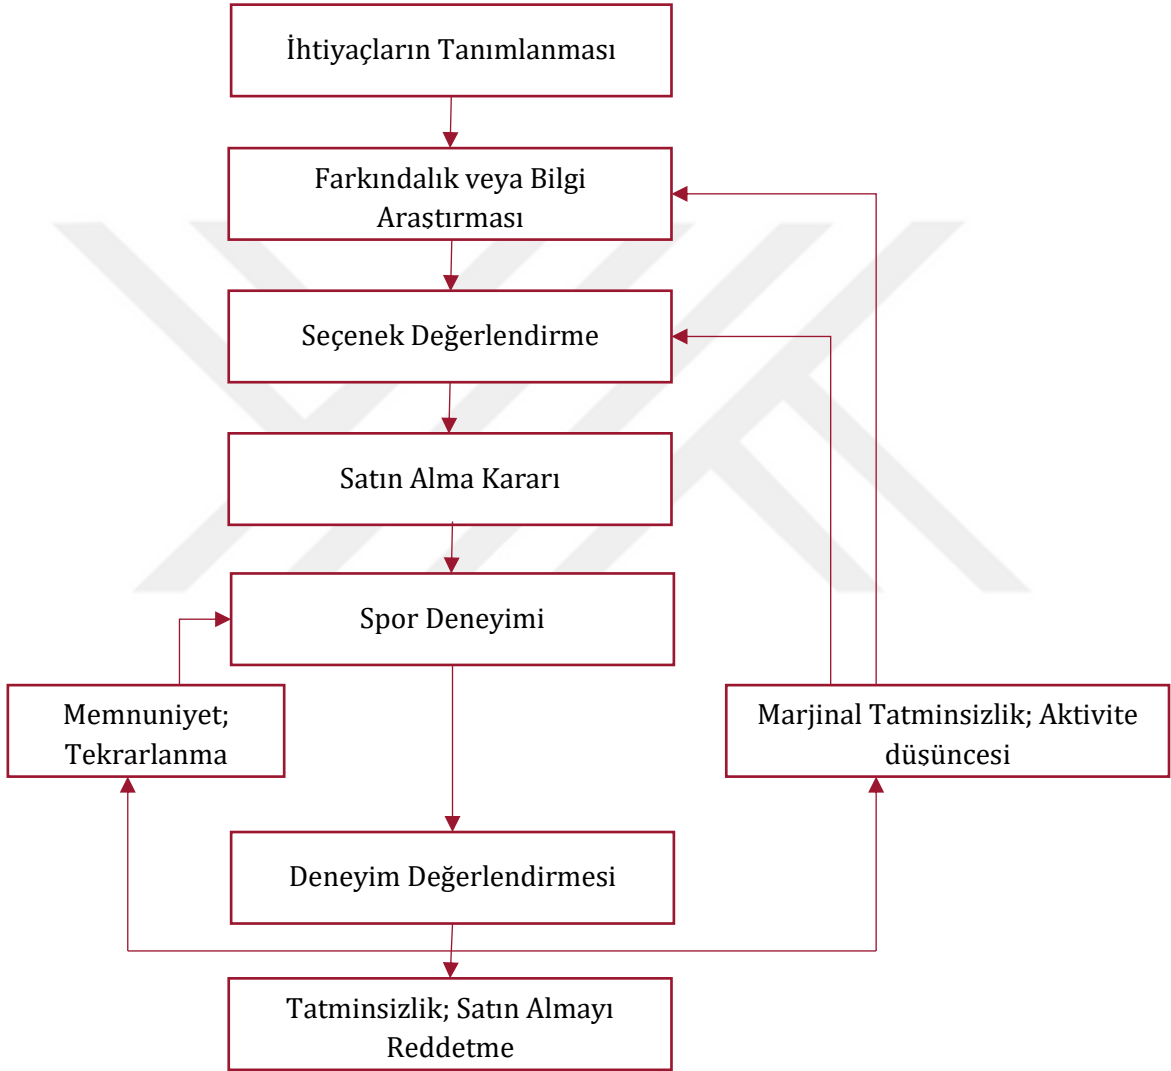 İhtiyaçların Tanımlanması
Farkındalık veya Bilgi
Araştırması
Seçenek Değerlendirme
Satın Alma Kararı
Spor Deneyimi
Memnuniyet;
Tekrarlanma
Marjinal Tatminsizlik; Aktivite
düşüncesi
Deneyim Değerlendirmesi
Tatminsizlik; Satın Almayı
Reddetme